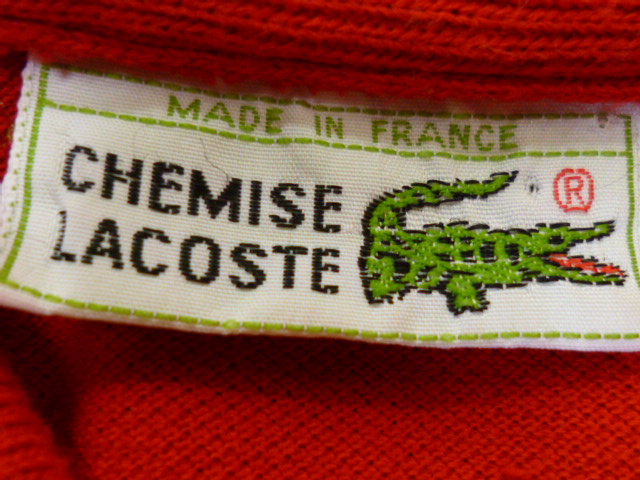 MADE IN FRANCE
CHEMISE
LACOSTE
®